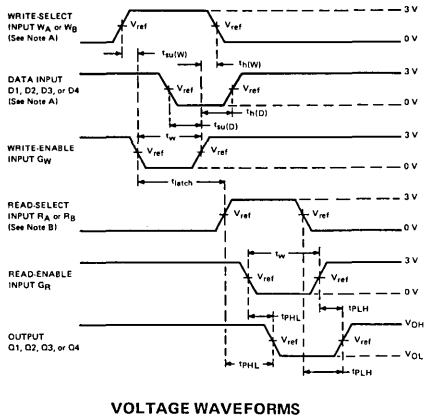 WRITE-SELECT
INPUT WA or WB
(See Note A)
Vref
Vref
3 V
0 V
tsu(W)
th(W)
DATA INPUT
D1, D2, D3, or D4
(See Note A)
Vref
Vref
3 V
0 V
th(D)
tsu(D)
tw
WRITE-ENABLE
INPUT GW
Vref
Vref
3 V
0 V
tlatch
READ-SELECT
INPUT RA or RB
(See Note B)
Vref
Vref
3 V
0 V
tw
READ-ENABLE
INPUT GR
Vref
Vref
3 V
0 V
tPHL
tPLH
OUTPUT
Q1, Q2, Q3, or Q4
Vref
Vref
VOH
VOL
tPHL
tPLH
VOLTAGE WAVEFORMS